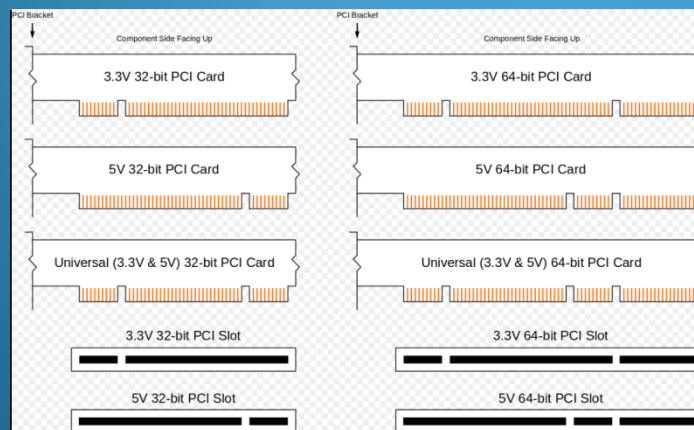 PCI Bracket
PCI Bracket
Component Side Facing Up
Component Side Facing Up
3.3V 32-bit PCI Card
3.3V 64-bit PCI Card
5V 32-bit PCI Card
5V 64-bit PCI Card
Universal (3.3V & 5V) 32-bit PCI Card
Universal (3.3V & 5V) 64-bit PCI Card
3.3V 32-bit PCI Slot
3.3V 64-bit PCI Slot
5V 32-bit PCI Slot
5V 64-bit PCI Slot